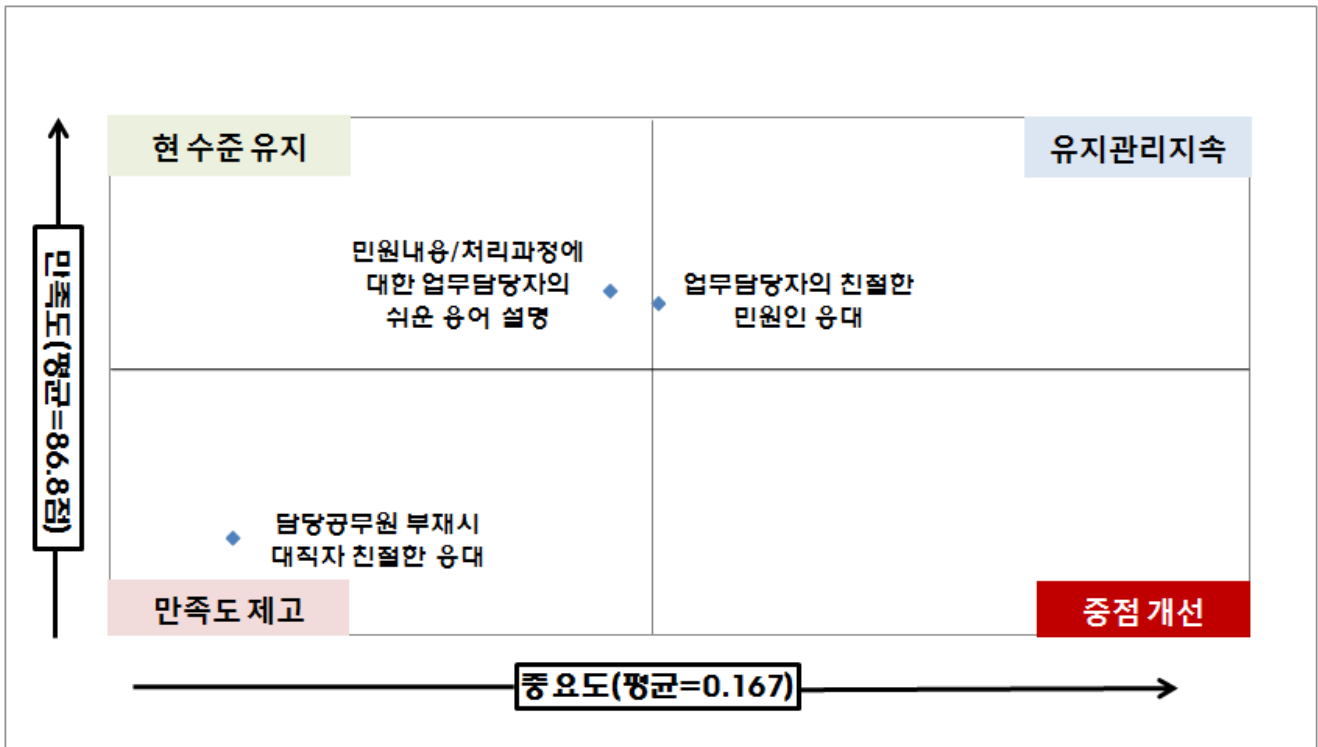 현 수준 유지
유지관리지속
민원내용/처리과정에
대한 업무담당자의
쉬운 용어 설명
업무담당자의 친절한
민원인 응대
만족도(평균=86.8점)
담당공무원 부재시
대직자 친절한 응대
만족도 제고
중점 개선
중요도(평균=0.167)